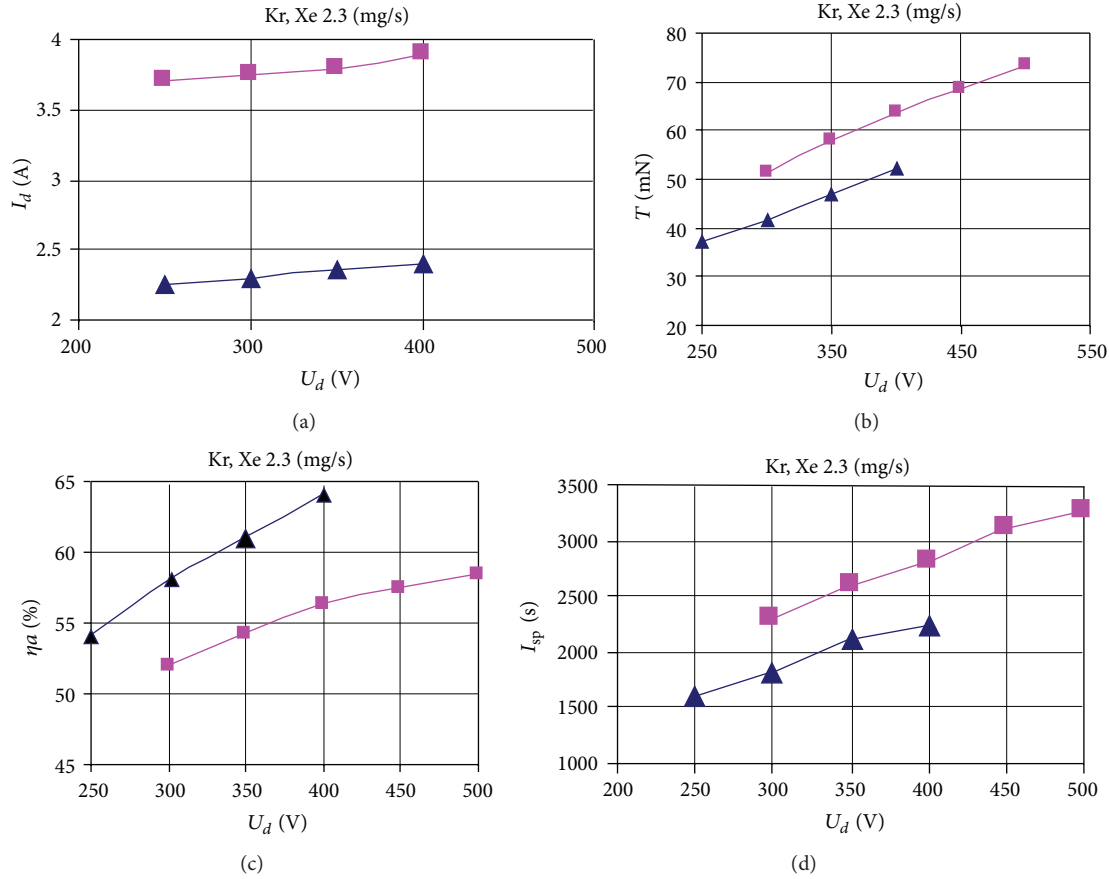 Kr, Xe 2.3 (mg/s)
4
3.5
3
2.5
2
I_d (A)
200 300 400 500
U_d (V)
(a)
Kr, Xe 2.3 (mg/s)
80
70
60
50
40
30
20
T (mN)
250 350 450 550
U_d (V)
(b)
Kr, Xe 2.3 (mg/s)
65
60
55
50
45
ηa (%)
250 300 350 400 450 500
U_d (V)
(c)
Kr, Xe 2.3 (mg/s)
3500
3000
2500
2000
1500
1000
I_sp (s)
200 250 300 350 400 450 500
U_d (V)
(d)